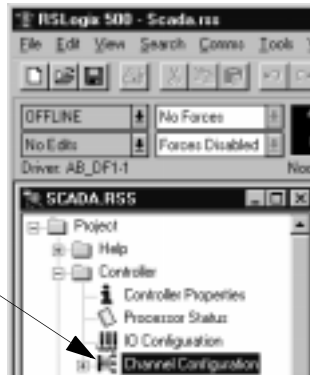 RSLogix 500 - Scada.rss
File Edit View Search Comms Tools
OFFLINE No Forces
No Edits Forces Disabled
Driver: AB_DF1-1
SCADA.RSS
Project
Help
Controller
Controller Properties
Processor Status
IO Configuration
Channel Configuration